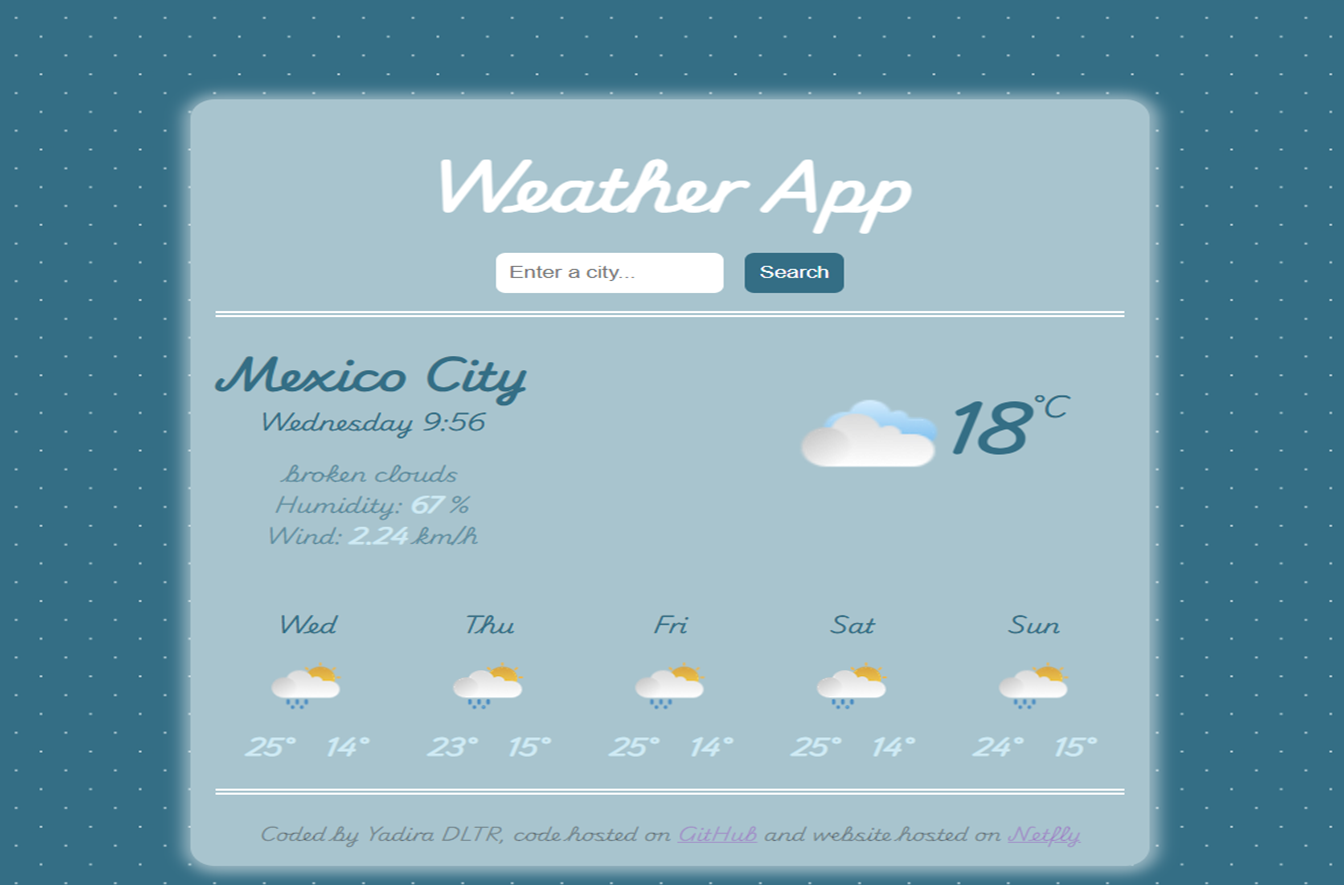 Weather App
Enter a city... Search
Mexico City
Wednesday 9:56
18°C
broken clouds
Humidity: 67 %
Wind: 2.24 km/h
Wed Thu Fri Sat Sun
25° 14° 23° 15° 25° 14° 25° 14° 24° 15°
Coded by Yadira DLTR, code hosted on GitHub and website hosted on Netfly